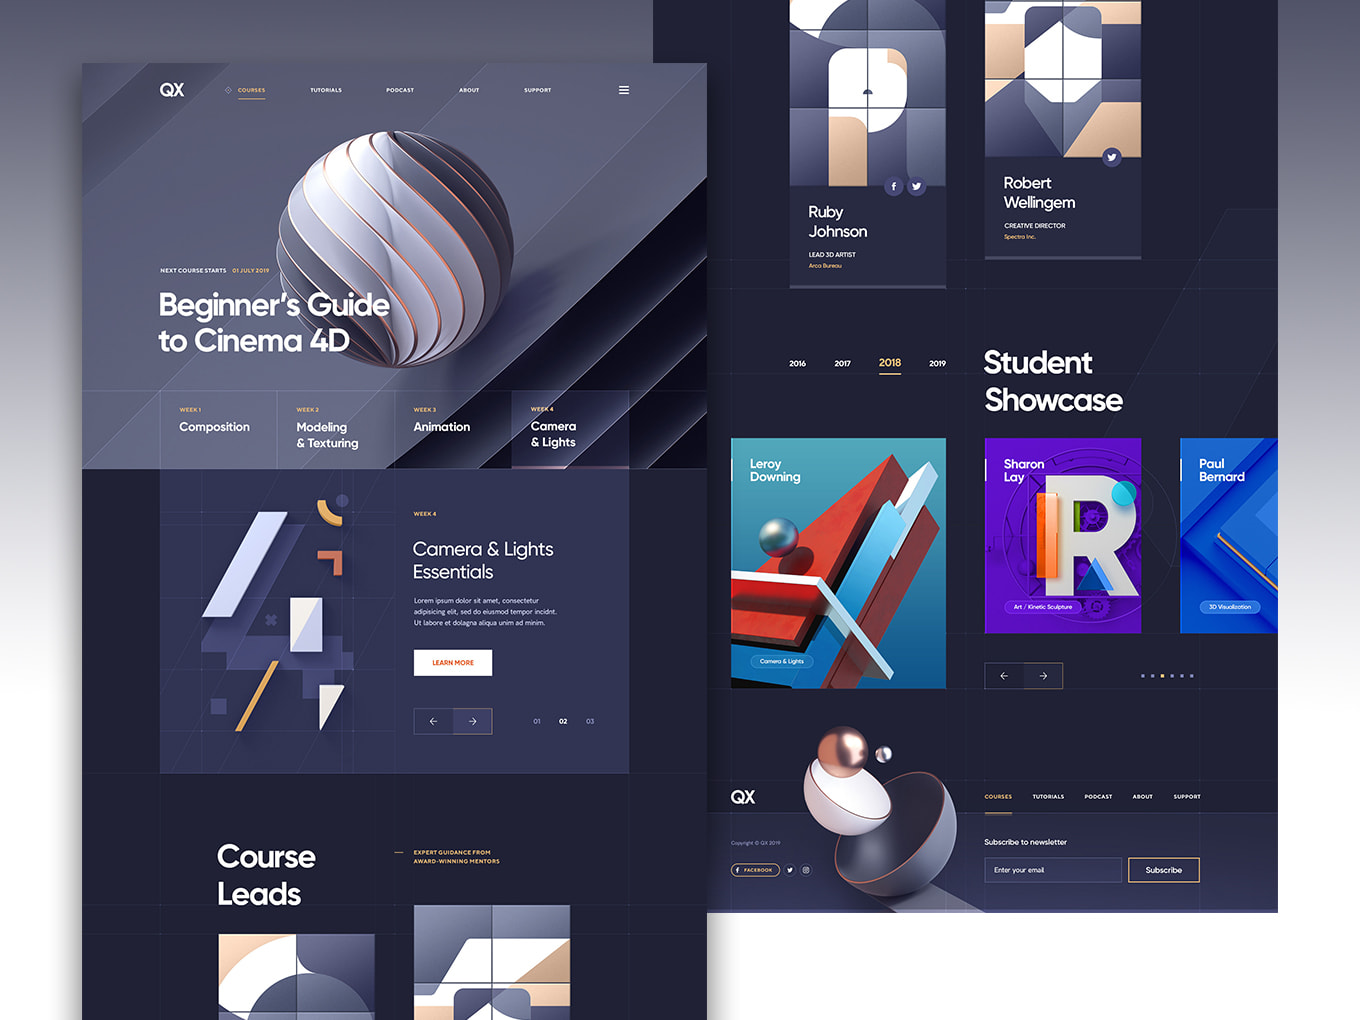 QX
COURSES
TUTORIALS
PODCAST
ABOUT
SUPPORT
NEXT COURSE STARTS 01 JULY 2019
Beginner's Guide
to Cinema 4D
WEEK 1
Composition
WEEK 2
Modeling
& Texturing
WEEK 3
Animation
WEEK 4
Camera
& Lights
WEEK 4
Camera & Lights
Essentials
Lorem ipsum dolor sit amet, consectetur
adipisicing elit, sed do eiusmod tempor incidnt.
Ut labore et dolagna aliqua unim ad minim.
LEARN MORE
01 02 03
Course
Leads
EXPERT GUIDANCE FROM
AWARD-WINNING MENTORS
Ruby
Johnson
LEAD 3D ARTIST
Arca Bureau
Robert
Wellingem
CREATIVE DIRECTOR
Spectra Inc.
2016 2017 2018 2019
Student
Showcase
Leroy
Downing
Camera & Lights
Sharon
Lay
R
Art / Kinetic Sculpture
Paul
Bernard
3D Visualization
QX
COURSES
TUTORIALS
PODCAST
ABOUT
SUPPORT
Copyright © QX 2019
FACEBOOK
Subscribe to newsletter
Enter your email
Subscribe